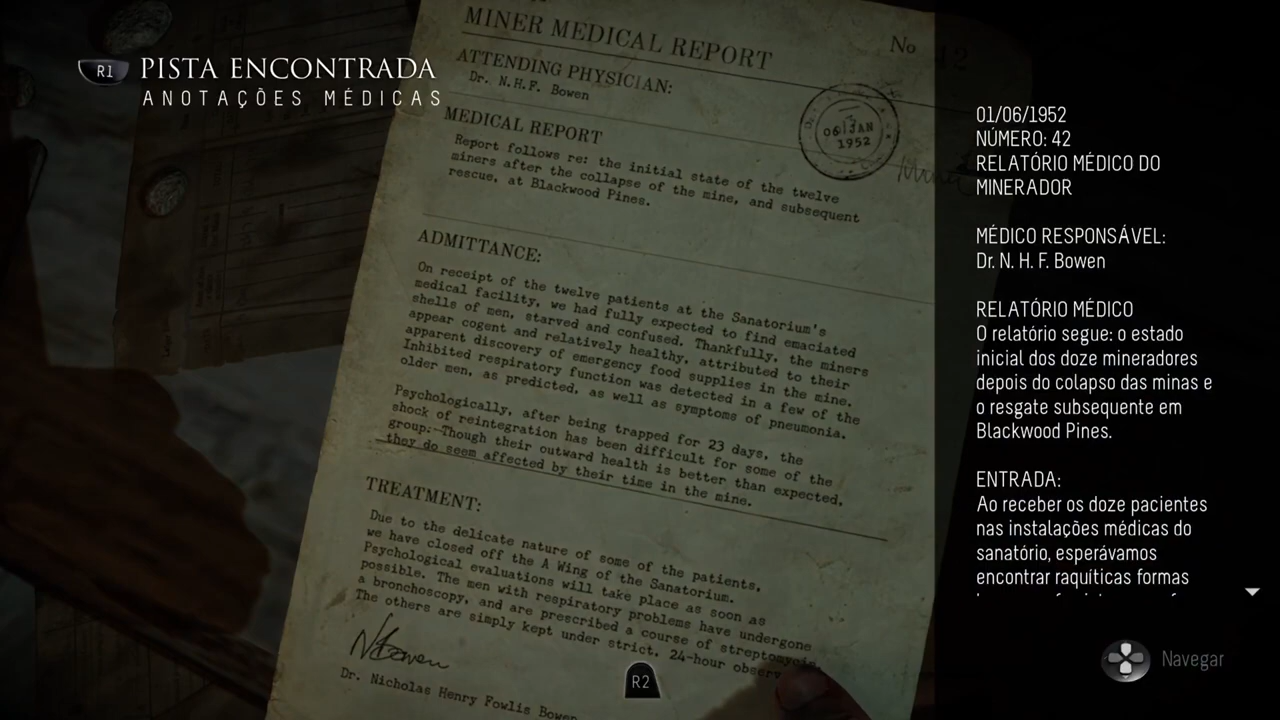 R1
PISTA ENCONTRADA
ANOTAÇÕES MÉDICAS
MINER MEDICAL REPORT
No 42
ATTENDING PHYSICIAN:
Dr. N.H.F. Bowen
06 JAN
1952
MEDICAL REPORT
Report follows re: the initial state of the twelve
miners after the collapse of the mine, and subsequent
rescue, at Blackwood Pines.
ADMITTANCE:
On receipt of the twelve patients at the Sanatorium's
medical facility, we had fully expected to find emaciated
shells of men, starved and confused. Thankfully, the miners
appear cogent and relatively healthy, attributed to their
apparent discovery of emergency food supplies in the mine.
Inhibited respiratory function was detected in a few of the
older men, as predicted, as well as symptoms of pneumonia.
Psychologically, after being trapped for 23 days, the
shock of reintegration has been difficult for some of the
group. Though their outward health is better than expected,
they do seem affected by their time in the mine.
TREATMENT:
Due to the delicate nature of some of the patients,
we have closed off the A Wing of the Sanatorium.
Psychological evaluations will take place as soon as
possible. The men with respiratory problems have undergone
a bronchoscopy, and are prescribed a course of streptomycin.
The others are simply kept under strict, 24-hour
NBowen
Dr. Nicholas Henry Fowlis Bowen
R2
01/06/1952
NÚMERO: 42
RELATÓRIO MÉDICO DO
MINERADOR
MÉDICO RESPONSÁVEL:
Dr. N. H. F. Bowen
RELATÓRIO MÉDICO
O relatório segue: o estado
inicial dos doze mineradores
depois do colapso das minas e
o resgate subsequente em
Blackwood Pines.
ENTRADA:
Ao receber os doze pacientes
nas instalações médicas do
sanatório, esperávamos
encontrar raquíticas formas
Navegar